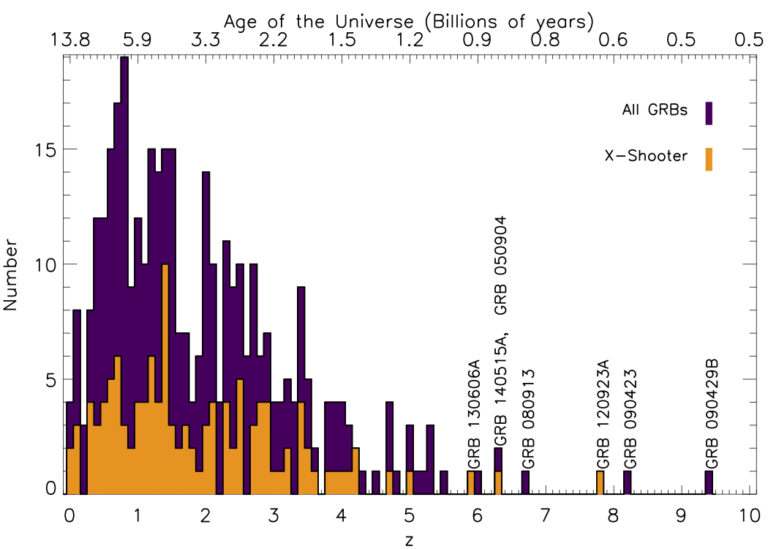 Age of the Universe (Billions of years)
13.8 5.9 3.3 2.2 1.5 1.2 0.9 0.8 0.6 0.5 0.5
All GRBs
X-Shooter
Number
15
10
5
0
GRB 130606A
GRB 140515A, GRB 050904
GRB 080913
GRB 120923A
GRB 090423
GRB 090429B
0 1 2 3 4 5 6 7 8 9 10
z